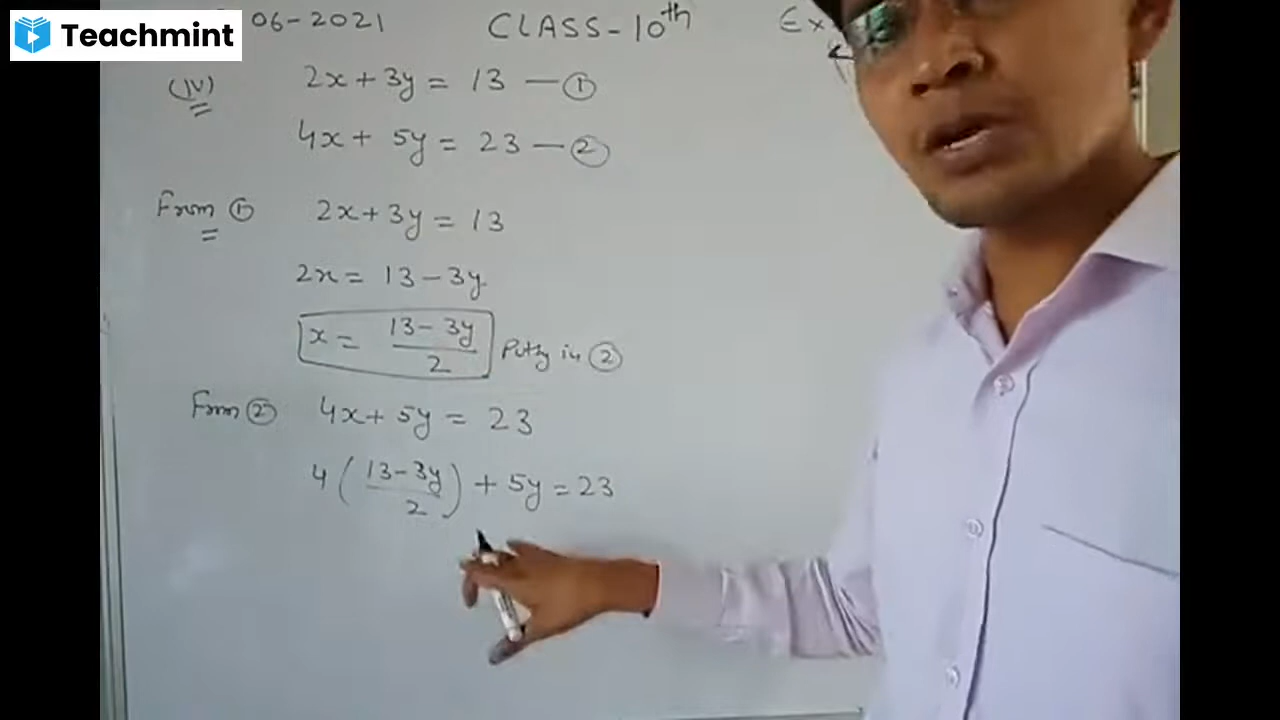 Teachmint
06-2021 CLASS-10th Ex
(IV) 2x+3y = 13 — ①
4x+ 5y = 23 — ②
From ① 2x+3y = 13
2x = 13-3y
x = 13-3y/2 Putty in ②
From ② 4x+ 5y = 23
4(13-3y/2) + 5y = 23